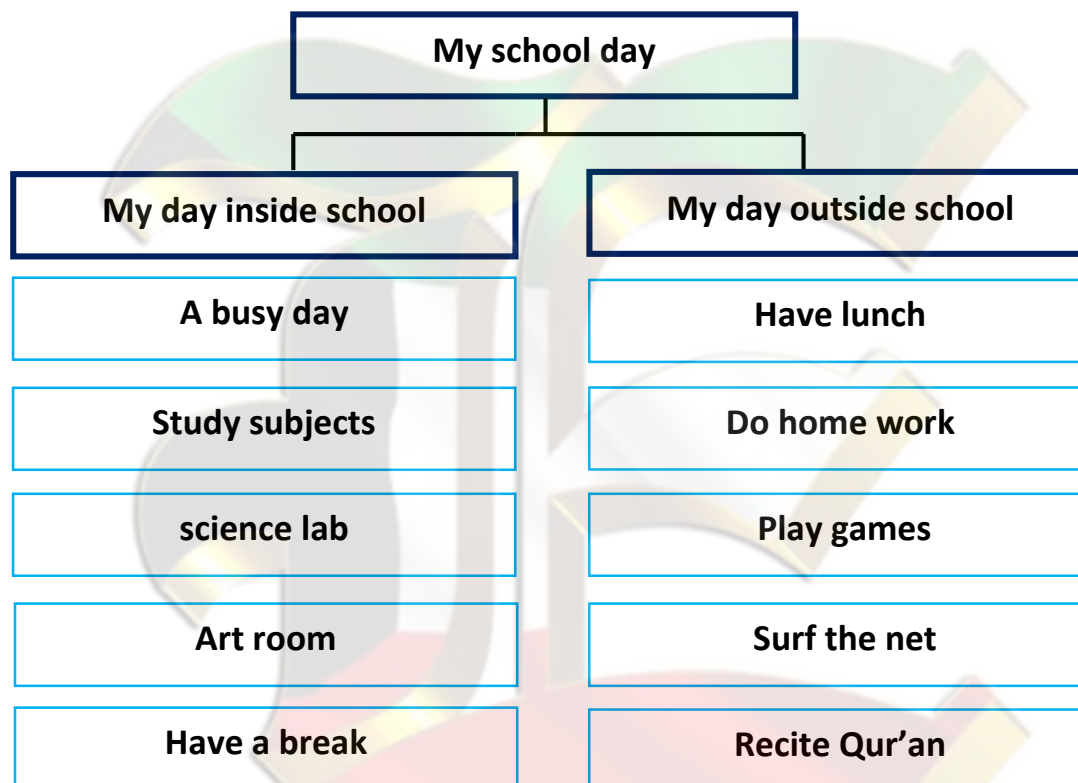 My school day
My day inside school
My day outside school
A busy day
Have lunch
Study subjects
Do home work
science lab
Play games
Art room
Surf the net
Have a break
Recite Qur’an